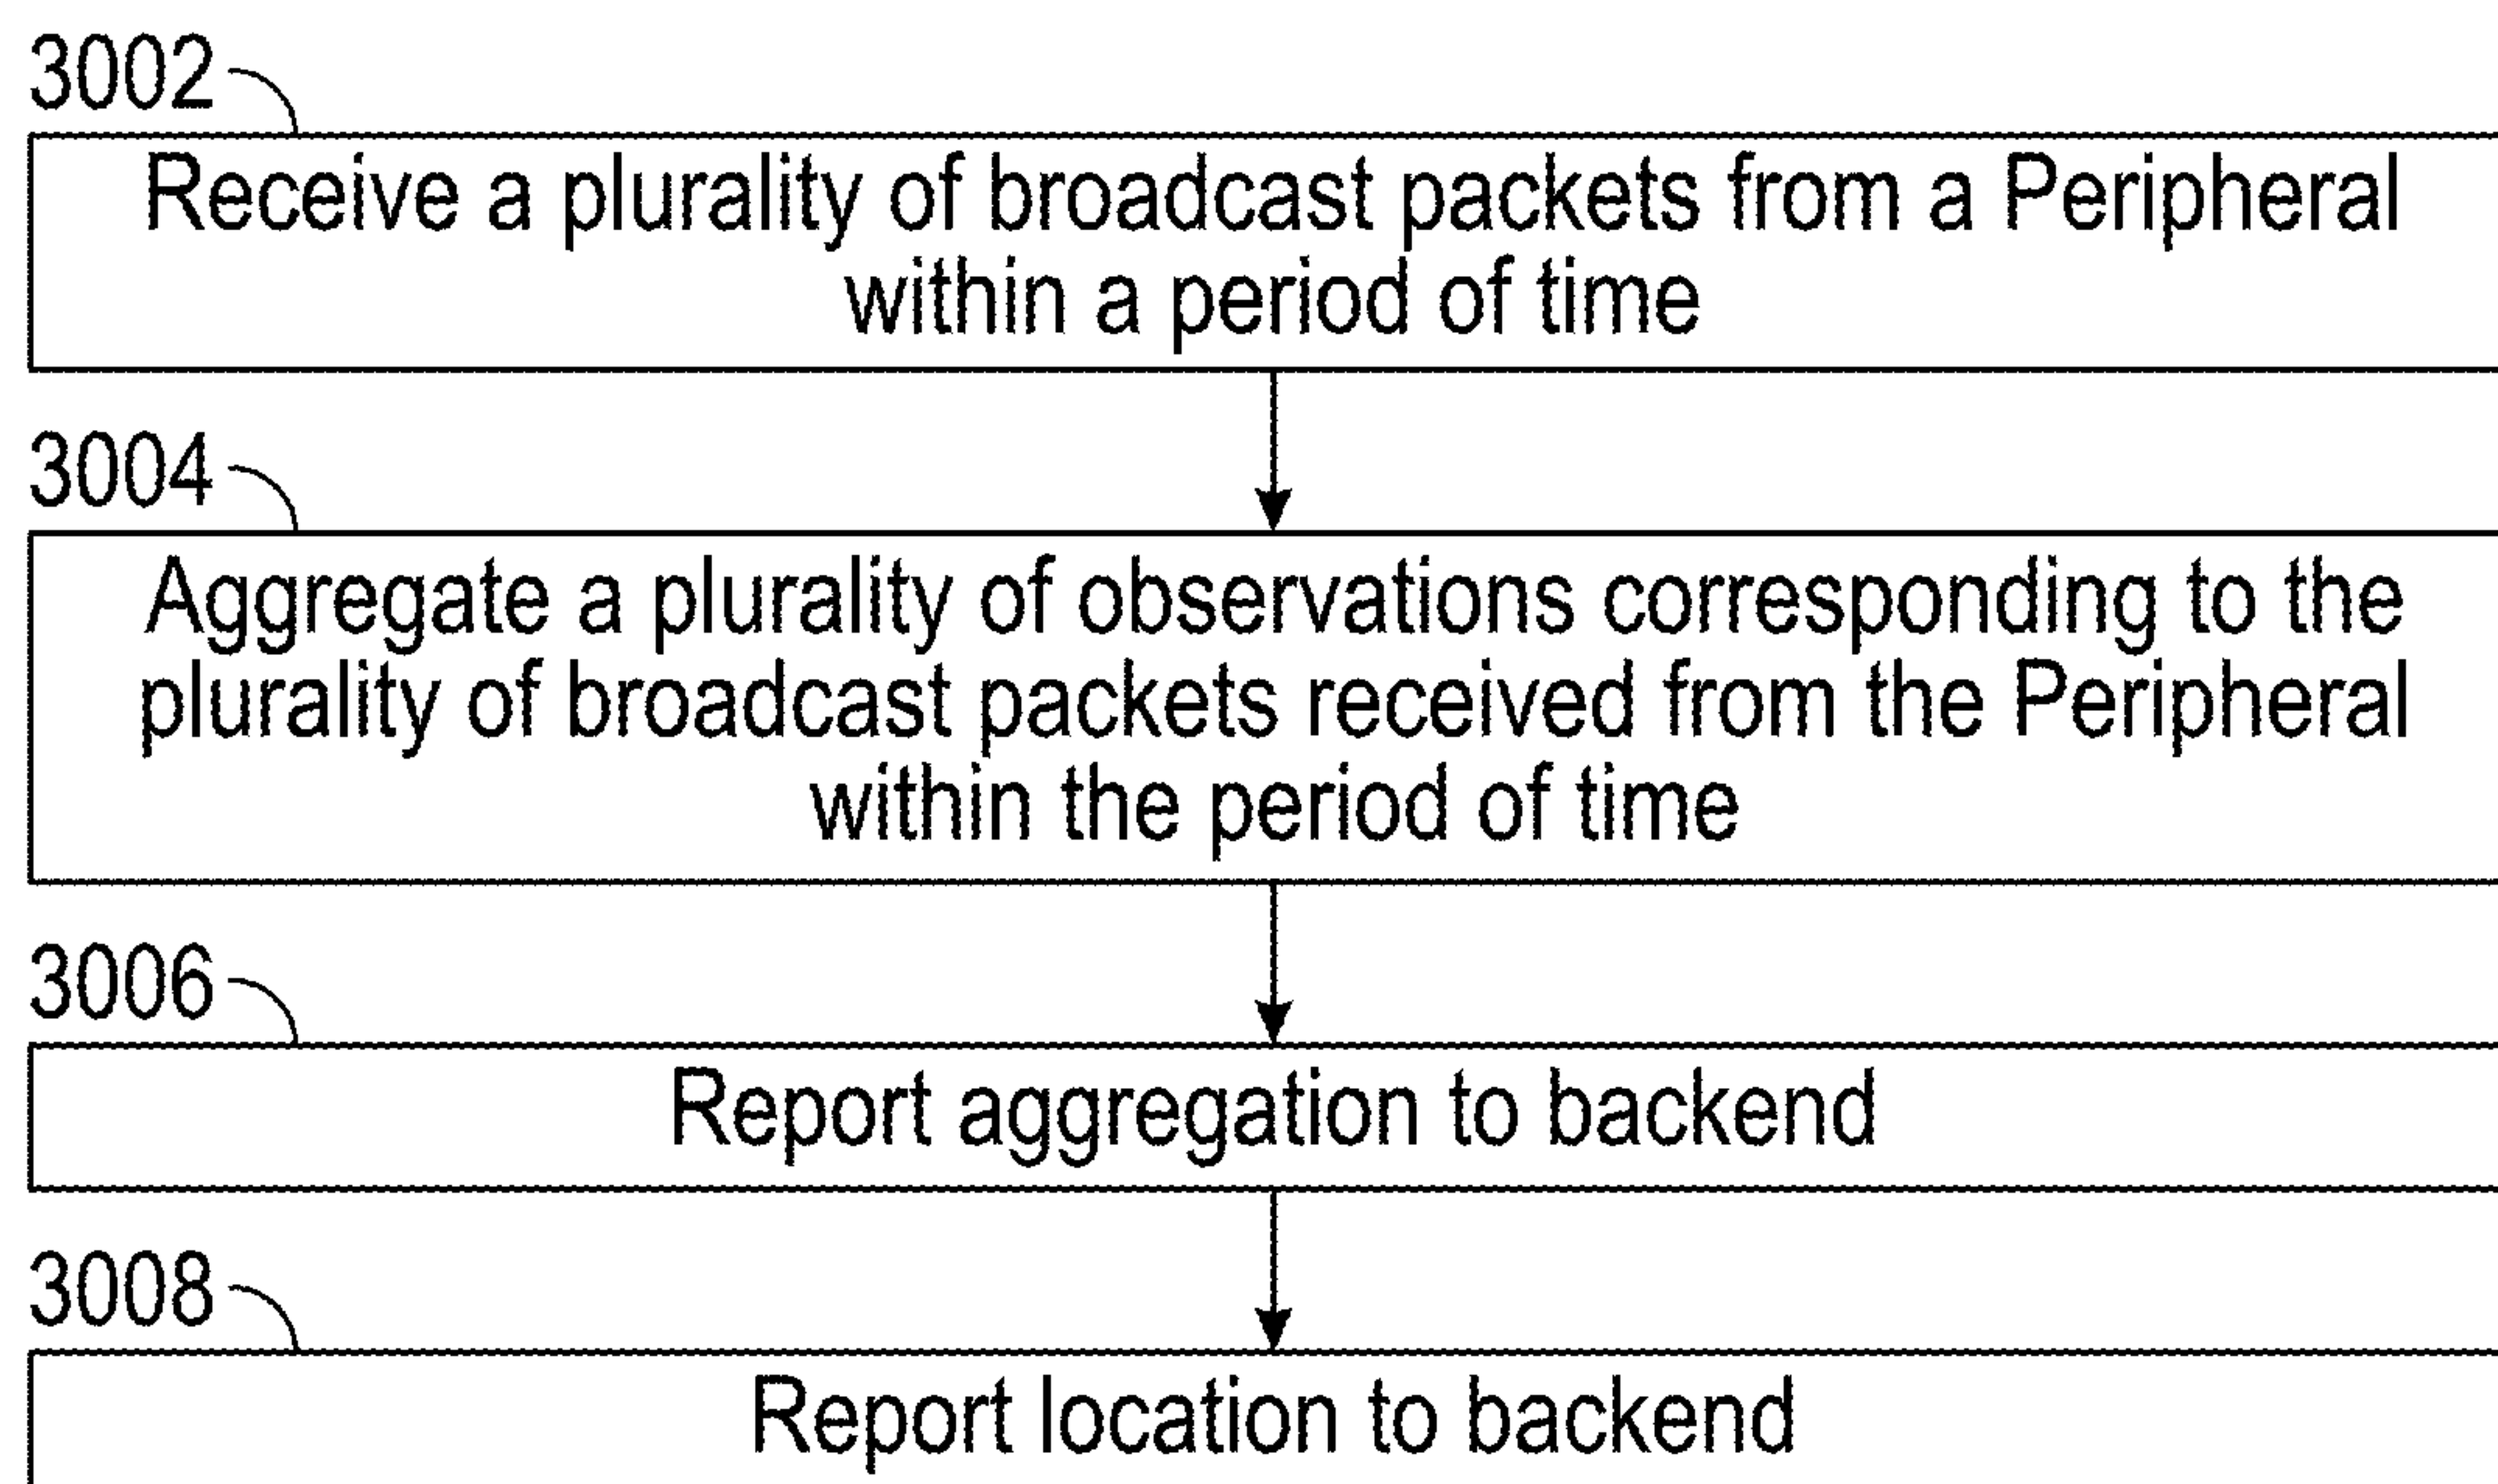 3002
Receive a plurality of broadcast packets from a Peripheral
within a period of time
3004
Aggregate a plurality of observations corresponding to the
plurality of broadcast packets received from the Peripheral
within the period of time
3006
Report aggregation to backend
3008
Report location to backend